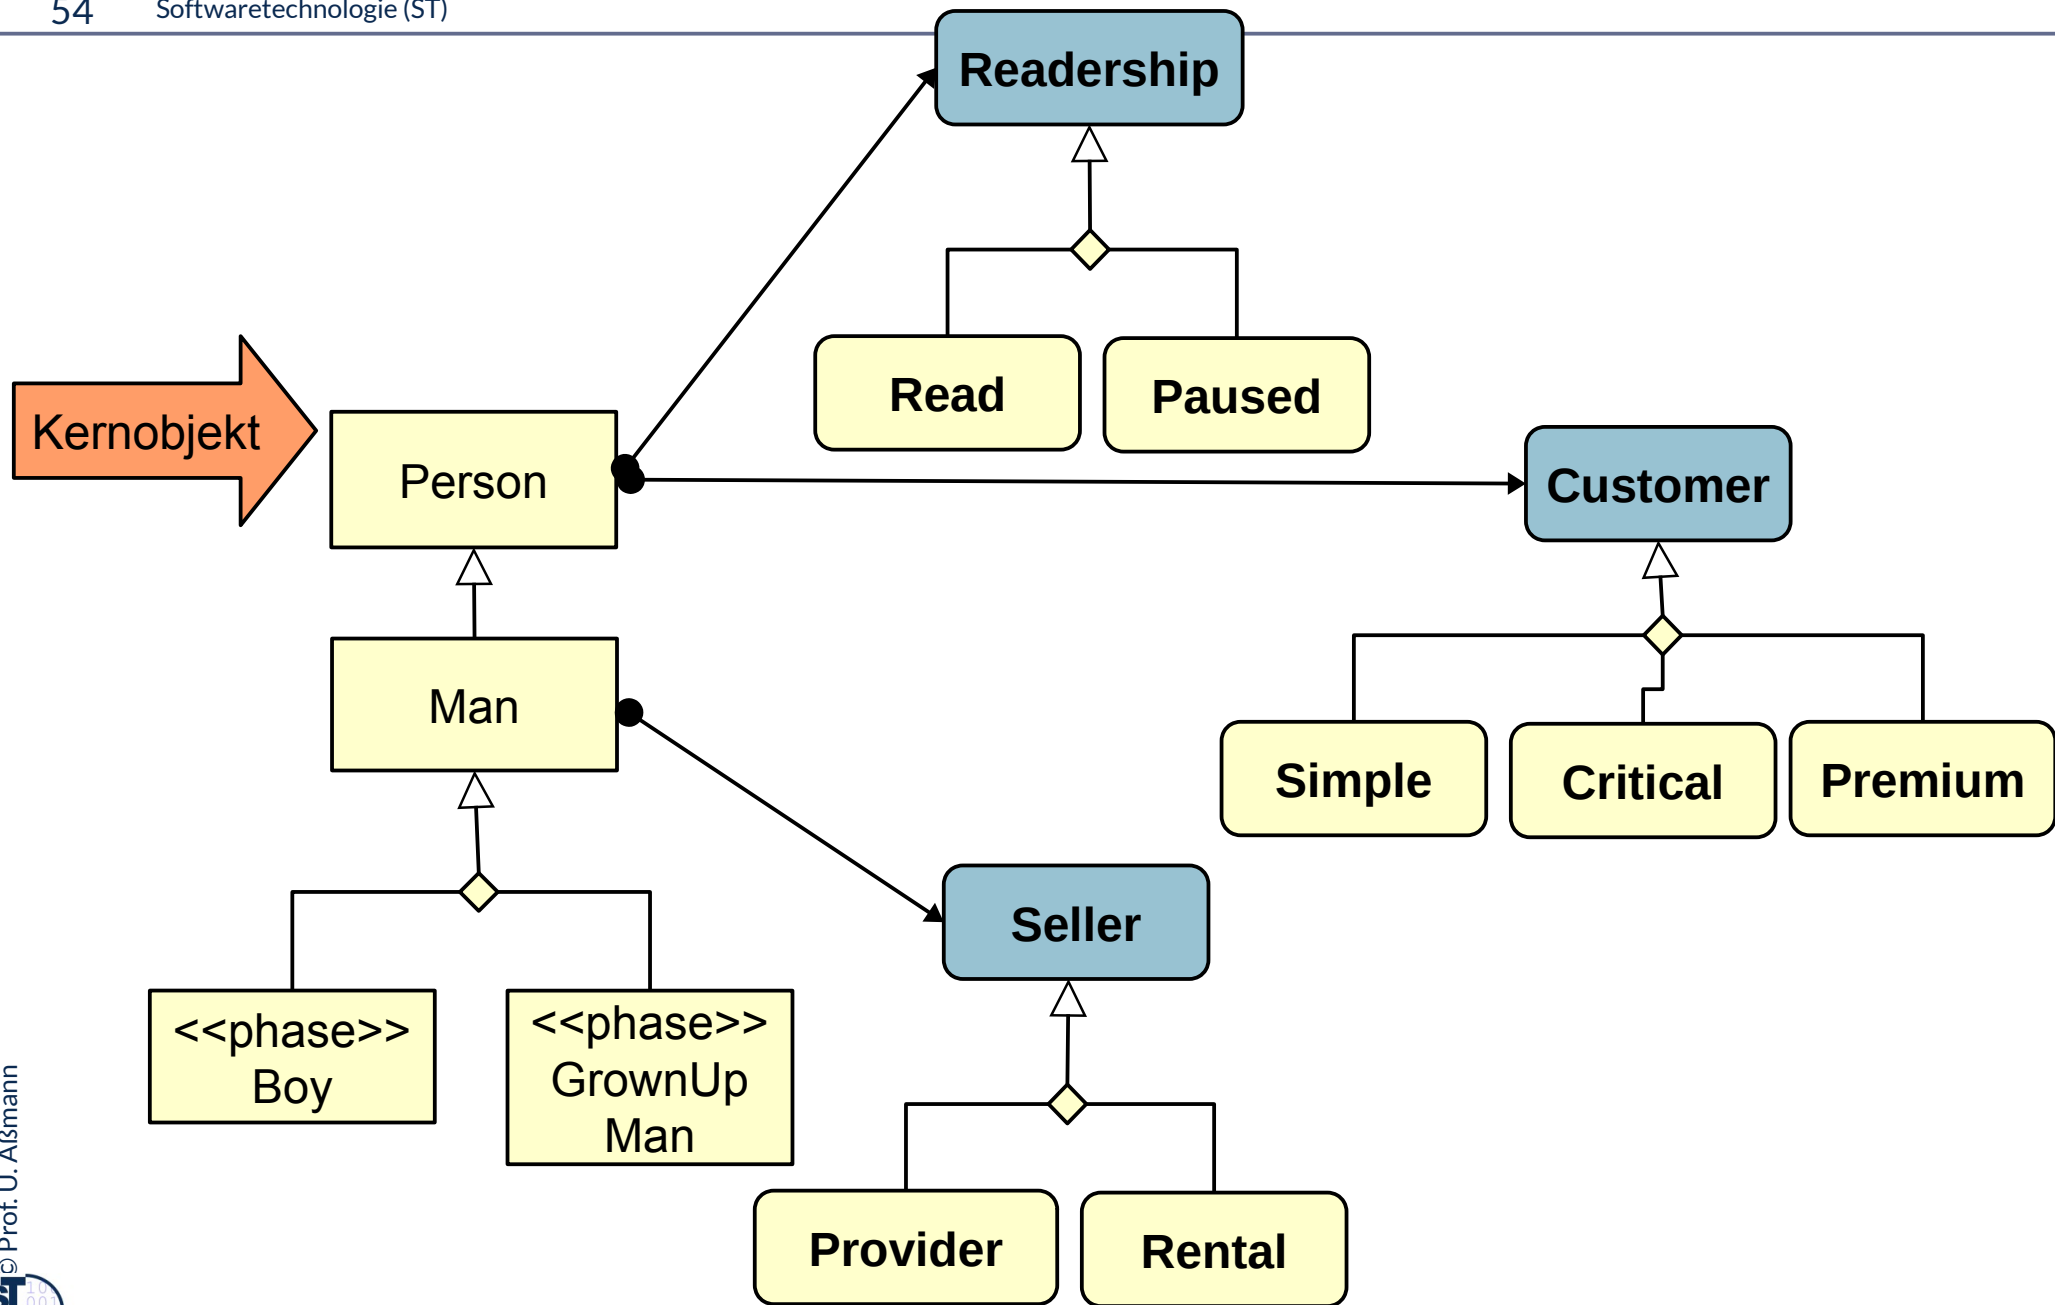 54 Softwaretechnologie (ST)
Readership
Read
Paused
Kernobjekt
Person
Customer
Man
Simple
Critical
Premium
Seller
<<phase>>
Boy
<<phase>>
GrownUp
Man
Provider
Rental
© Prof. U. Aßmann
ST